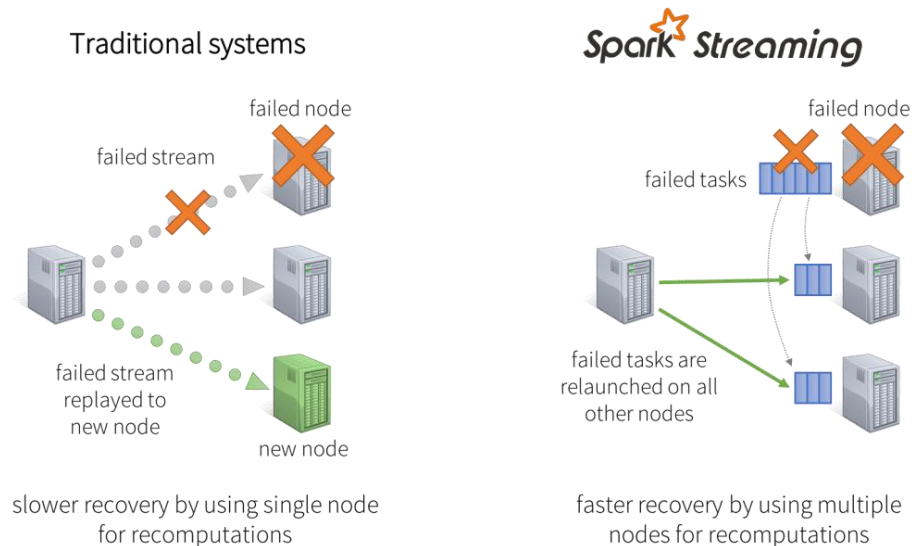 Traditional systems
failed node
failed stream
failed stream
replayed to
new node
new node
slower recovery by using single node
for recomputations
Spark Streaming
failed node
failed tasks
failed tasks are
relaunched on all
other nodes
faster recovery by using multiple
nodes for recomputations